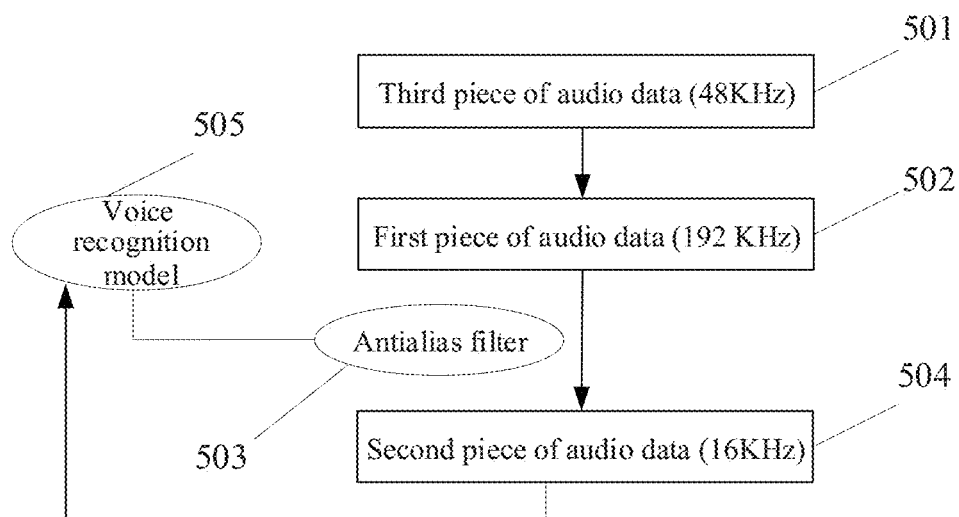 501
Third piece of audio data (48KHz)
505
502
Voice
recognition
model
First piece of audio data (192 KHz)
Antialias filter
504
503
Second piece of audio data (16KHz)